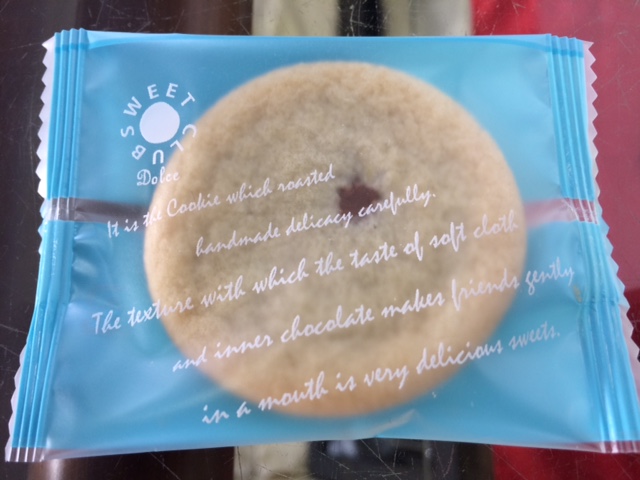 SWEET CLUB
Dolce
It is the Cookie which roasted
handmade delicacy carefully.
The texture with which the taste of soft cloth
and inner chocolate makes friends gently
in a mouth is very delicious sweets.